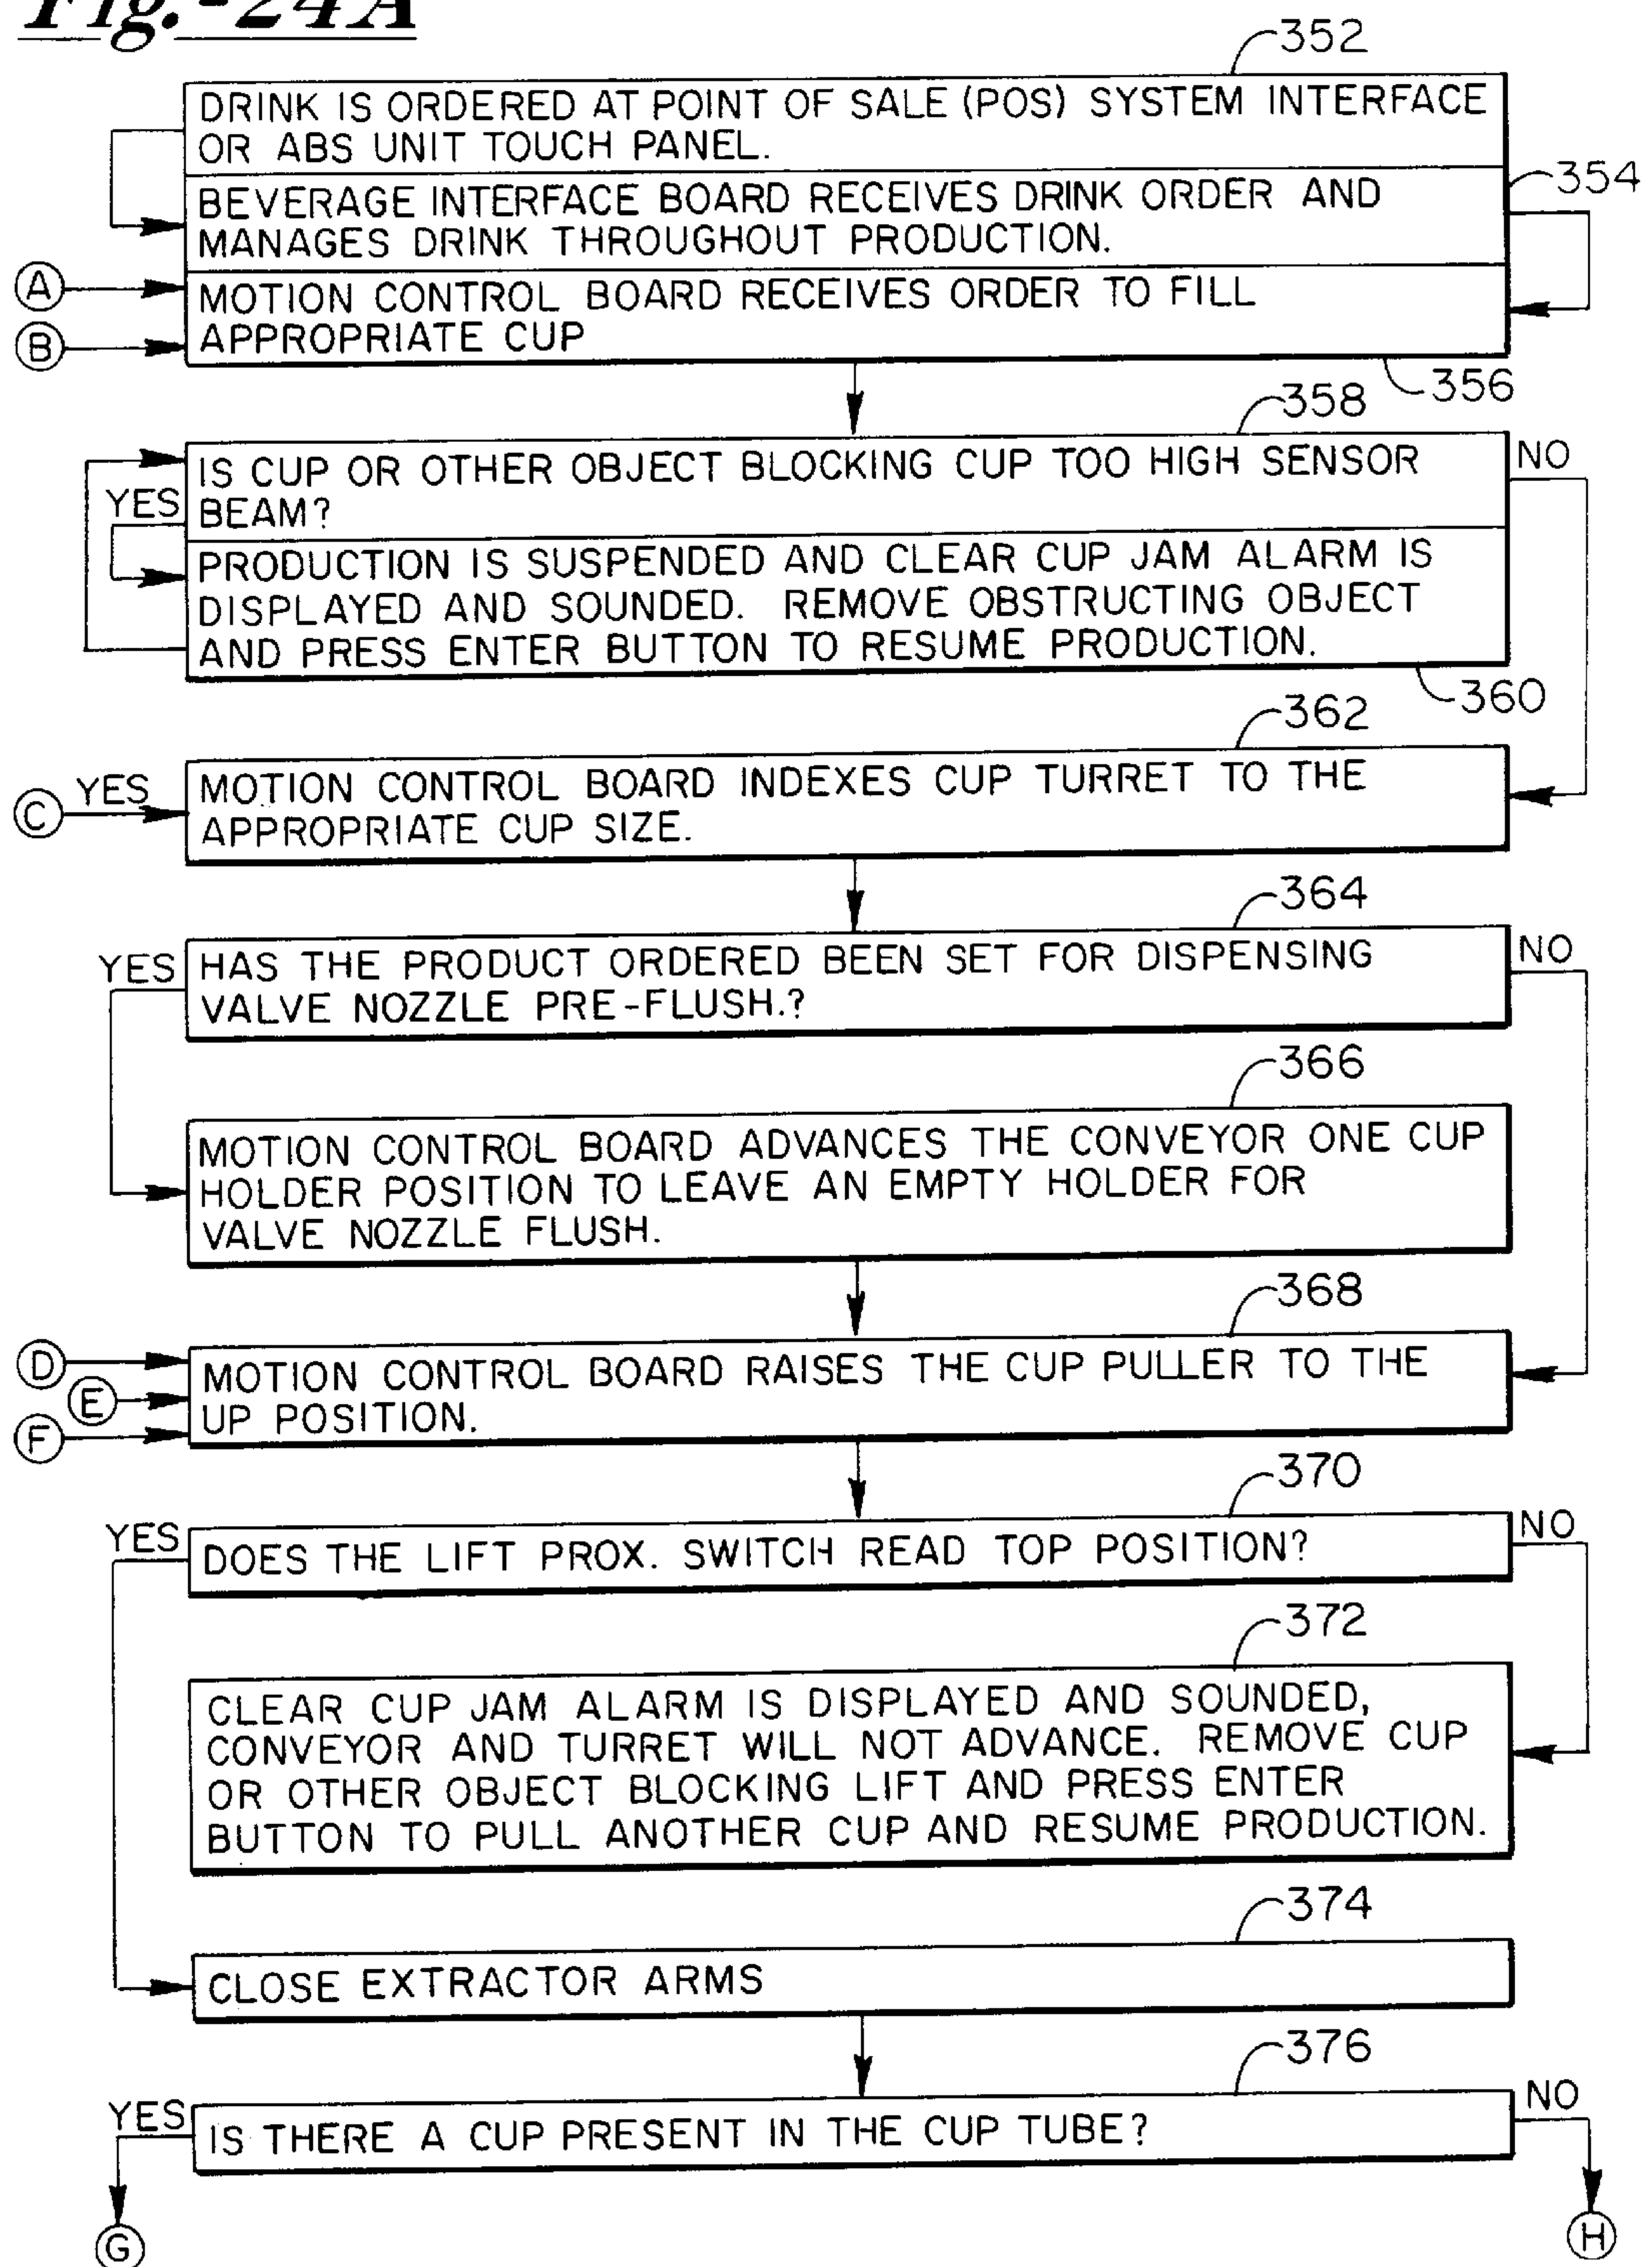 Fig.-24A
352
DRINK IS ORDERED AT POINT OF SALE (POS) SYSTEM INTERFACE
OR ABS UNIT TOUCH PANEL.
354
BEVERAGE INTERFACE BOARD RECEIVES DRINK ORDER AND
MANAGES DRINK THROUGHOUT PRODUCTION.
A
MOTION CONTROL BOARD RECEIVES ORDER TO FILL
B
APPROPRIATE CUP
356
358
IS CUP OR OTHER OBJECT BLOCKING CUP TOO HIGH SENSOR
NO
YES
BEAM?
PRODUCTION IS SUSPENDED AND CLEAR CUP JAM ALARM IS
DISPLAYED AND SOUNDED. REMOVE OBSTRUCTING OBJECT
AND PRESS ENTER BUTTON TO RESUME PRODUCTION.
360
362
C YES
MOTION CONTROL BOARD INDEXES CUP TURRET TO THE
APPROPRIATE CUP SIZE.
364
YES
HAS THE PRODUCT ORDERED BEEN SET FOR DISPENSING
NO
VALVE NOZZLE PRE-FLUSH.?
366
MOTION CONTROL BOARD ADVANCES THE CONVEYOR ONE CUP
HOLDER POSITION TO LEAVE AN EMPTY HOLDER FOR
VALVE NOZZLE FLUSH.
368
D
E
F
MOTION CONTROL BOARD RAISES THE CUP PULLER TO THE
UP POSITION.
370
YES
DOES THE LIFT PROX. SWITCH READ TOP POSITION?
NO
372
CLEAR CUP JAM ALARM IS DISPLAYED AND SOUNDED,
CONVEYOR AND TURRET WILL NOT ADVANCE. REMOVE CUP
OR OTHER OBJECT BLOCKING LIFT AND PRESS ENTER
BUTTON TO PULL ANOTHER CUP AND RESUME PRODUCTION.
374
CLOSE EXTRACTOR ARMS
376
YES
IS THERE A CUP PRESENT IN THE CUP TUBE?
NO
G
H